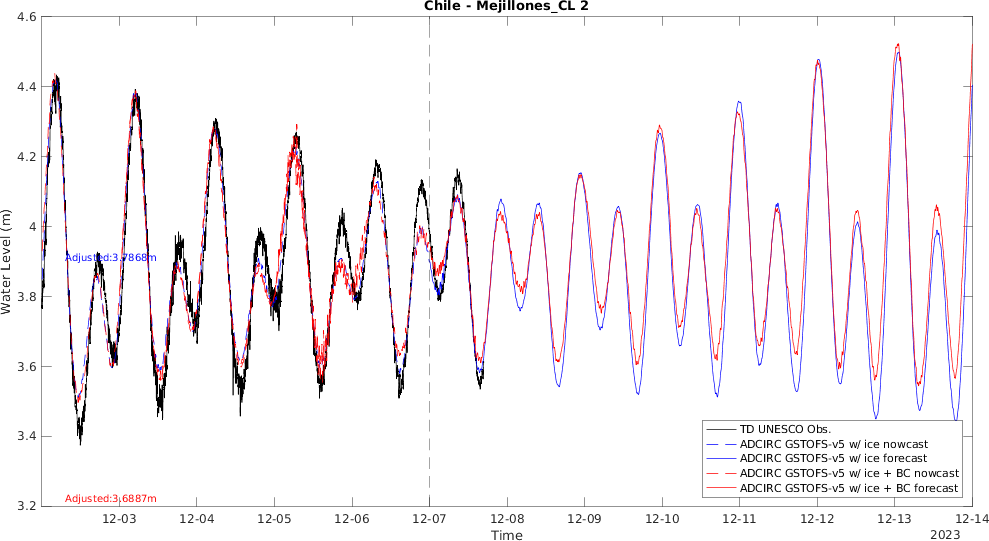 Chile - Mejillones_CL 2
4.6
4.4
4.2
4
3.8
3.6
3.4
3.2
Water Level (m)
Adjusted:3.7868m
Adjusted:3.6887m
TD UNESCO Obs.
ADCIRC GSTOFS-v5 w/ ice nowcast
ADCIRC GSTOFS-v5 w/ ice forecast
ADCIRC GSTOFS-v5 w/ ice + BC nowcast
ADCIRC GSTOFS-v5 w/ ice + BC forecast
12-03 12-04 12-05 12-06 12-07 12-08 12-09 12-10 12-11 12-12 12-13 12-14
Time
2023